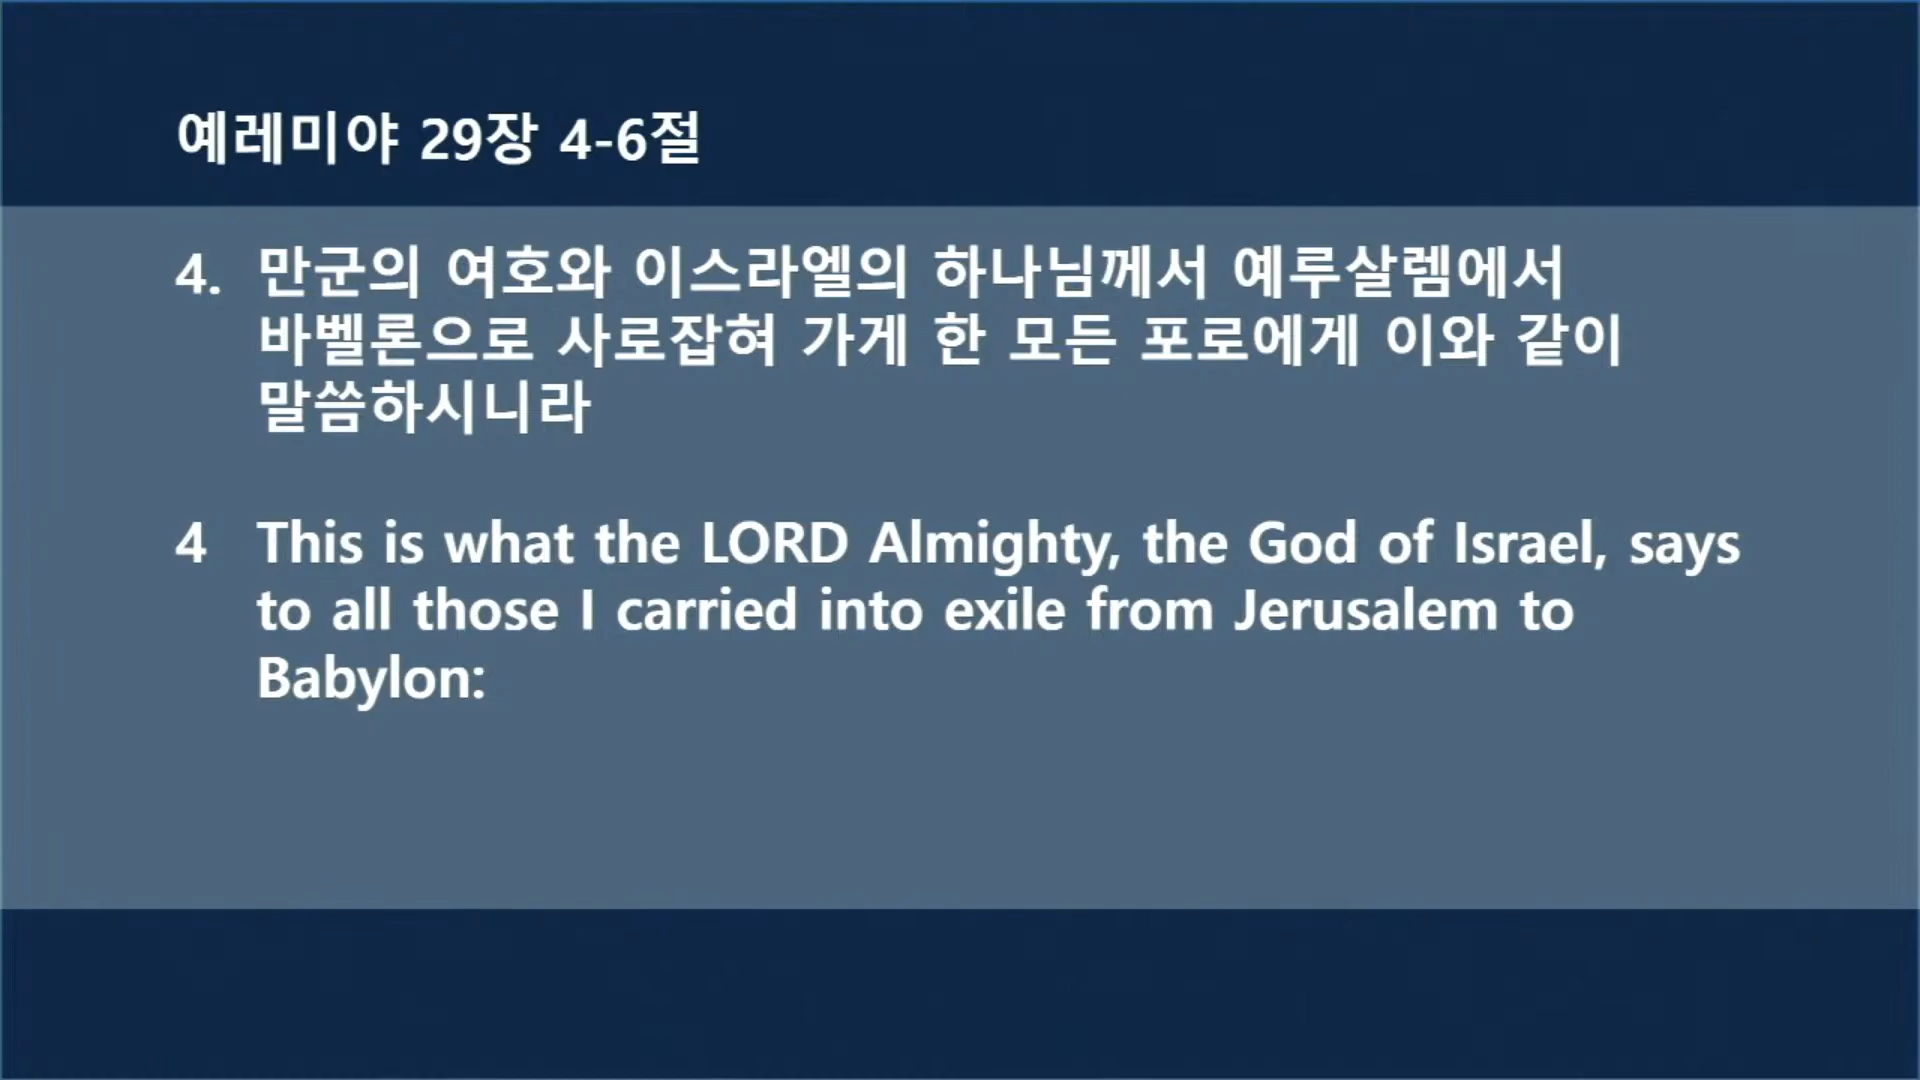 예레미야 29장 4-6절
4. 만군의 여호와 이스라엘의 하나님께서 예루살렘에서
바벨론으로 사로잡혀 가게 한 모든 포로에게 이와 같이
말씀하시니라
4 This is what the LORD Almighty, the God of Israel, says
to all those I carried into exile from Jerusalem to
Babylon: